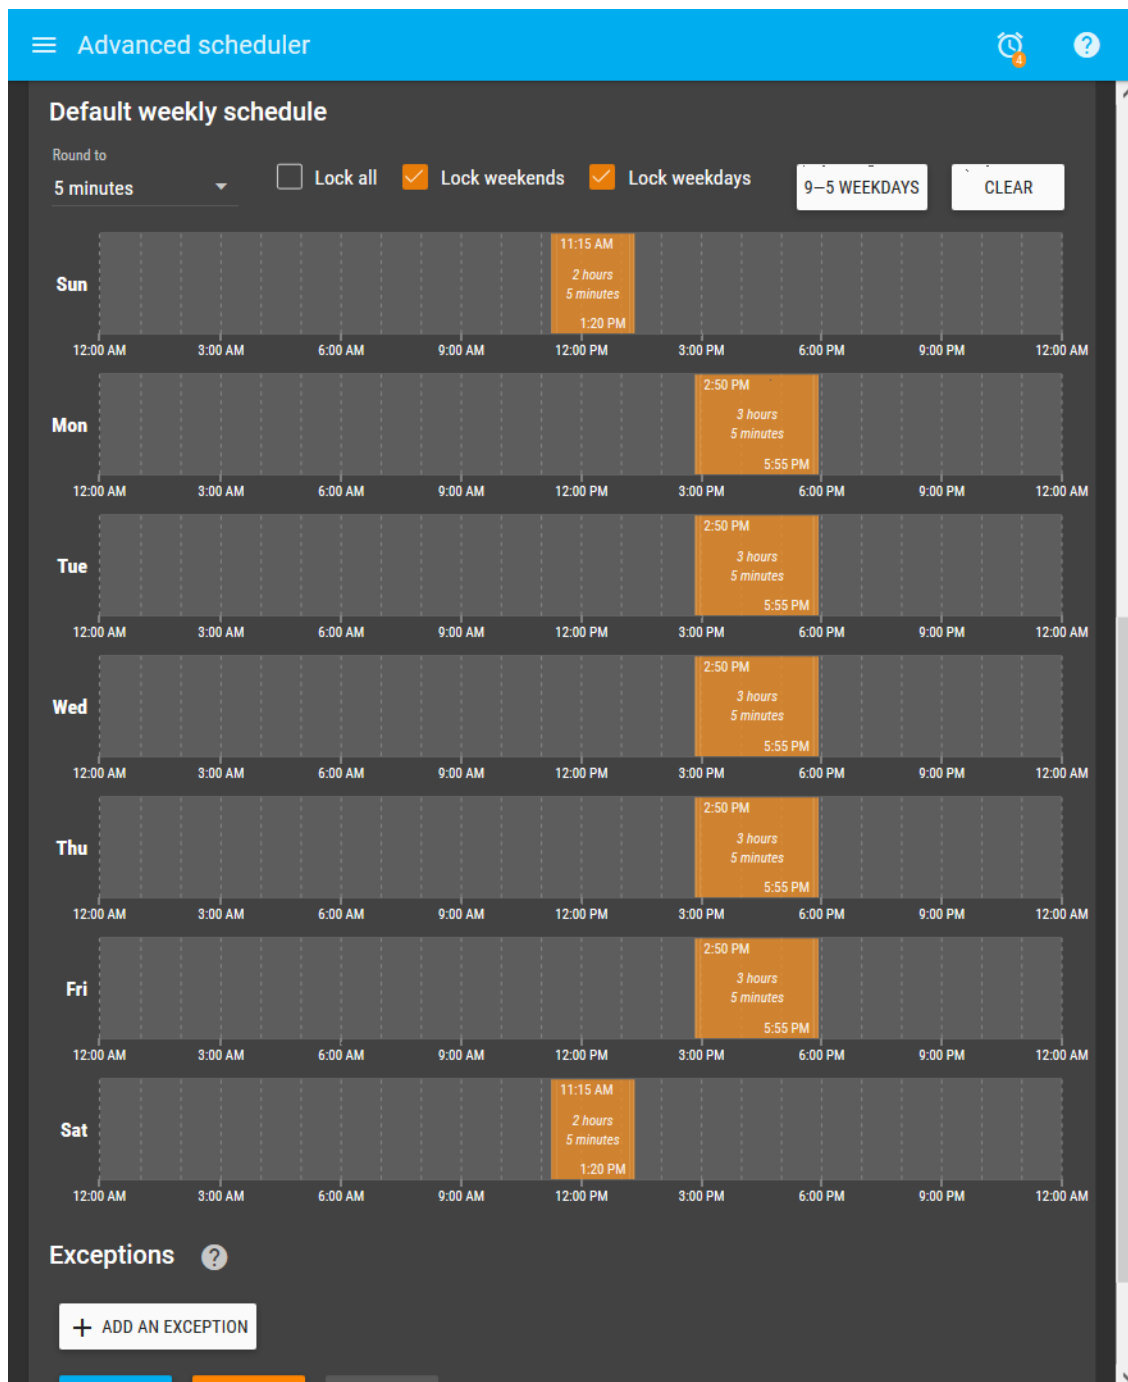 Advanced scheduler
4
?
Default weekly schedule
Round to
5 minutes
Lock all
Lock weekends
Lock weekdays
9–5 WEEKDAYS
CLEAR
Sun
11:15 AM
2 hours
5 minutes
1:20 PM
12:00 AM 3:00 AM 6:00 AM 9:00 AM 12:00 PM 3:00 PM 6:00 PM 9:00 PM 12:00 AM
Mon
2:50 PM
3 hours
5 minutes
5:55 PM
12:00 AM 3:00 AM 6:00 AM 9:00 AM 12:00 PM 3:00 PM 6:00 PM 9:00 PM 12:00 AM
Tue
2:50 PM
3 hours
5 minutes
5:55 PM
12:00 AM 3:00 AM 6:00 AM 9:00 AM 12:00 PM 3:00 PM 6:00 PM 9:00 PM 12:00 AM
Wed
2:50 PM
3 hours
5 minutes
5:55 PM
12:00 AM 3:00 AM 6:00 AM 9:00 AM 12:00 PM 3:00 PM 6:00 PM 9:00 PM 12:00 AM
Thu
2:50 PM
3 hours
5 minutes
5:55 PM
12:00 AM 3:00 AM 6:00 AM 9:00 AM 12:00 PM 3:00 PM 6:00 PM 9:00 PM 12:00 AM
Fri
2:50 PM
3 hours
5 minutes
5:55 PM
12:00 AM 3:00 AM 6:00 AM 9:00 AM 12:00 PM 3:00 PM 6:00 PM 9:00 PM 12:00 AM
Sat
11:15 AM
2 hours
5 minutes
1:20 PM
12:00 AM 3:00 AM 6:00 AM 9:00 AM 12:00 PM 3:00 PM 6:00 PM 9:00 PM 12:00 AM
Exceptions ?
+ ADD AN EXCEPTION